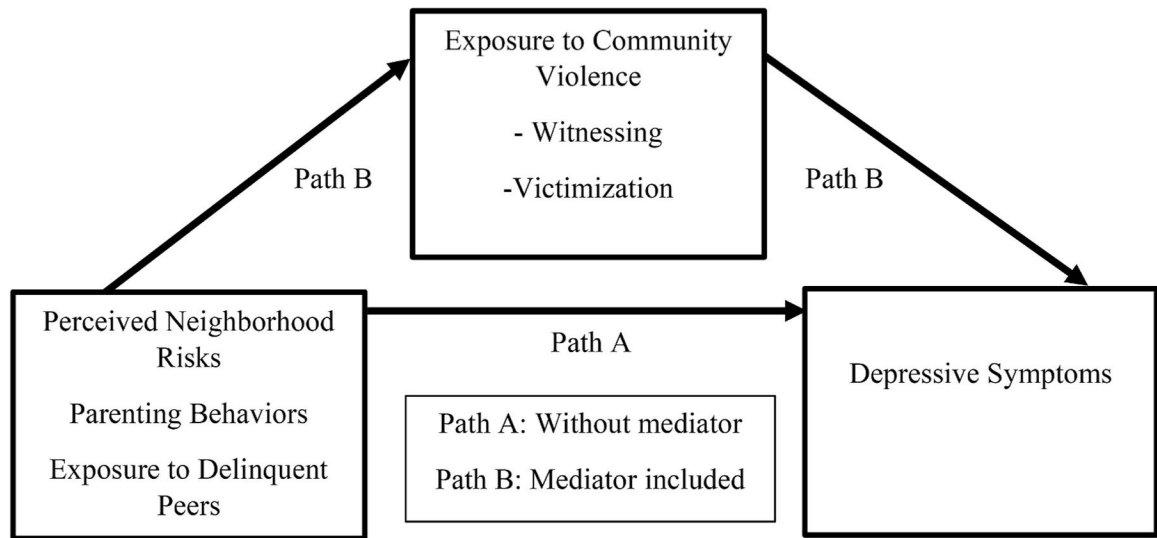 Exposure to Community
Violence
- Witnessing
-Victimization
Path B
Path B
Perceived Neighborhood
Risks
Parenting Behaviors
Exposure to Delinquent
Peers
Path A
Depressive Symptoms
Path A: Without mediator
Path B: Mediator included